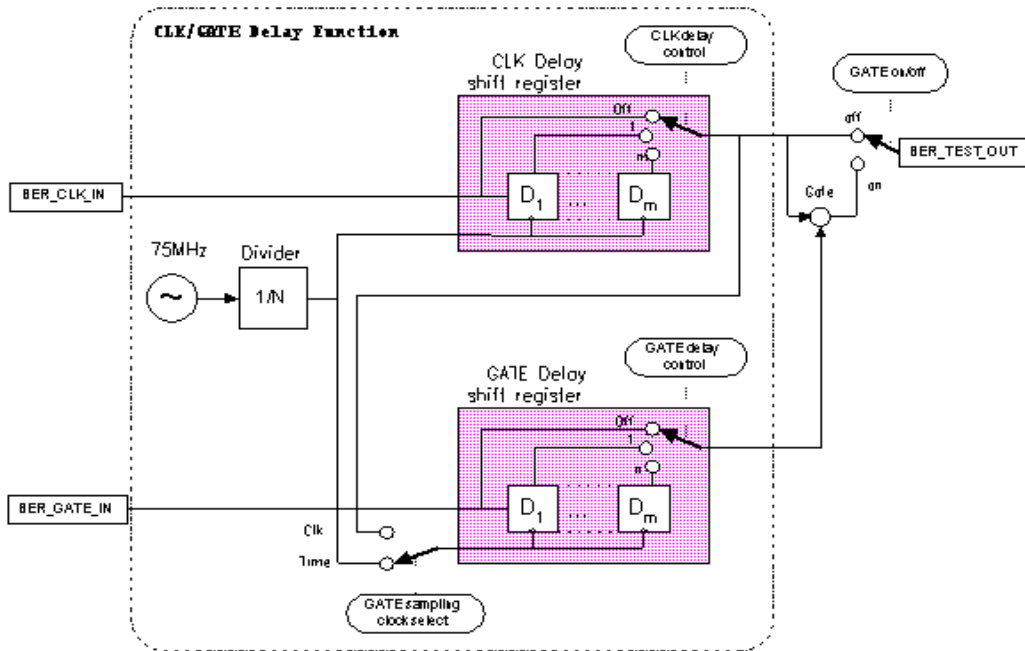 CLK/GATE Delay Function
CLK delay
control
CLK Delay
shift register
GATE on/off
Off
1
m
off
on
BER_TEST_OUT
BER_CLK_IN
D1
...
Dm
Gate
75MHz
Divider
~
1/N
GATE delay
control
GATE Delay
shift register
Off
1
n
BER_GATE_IN
D1
...
Dm
Clk
Time
GATE sampling
clock select